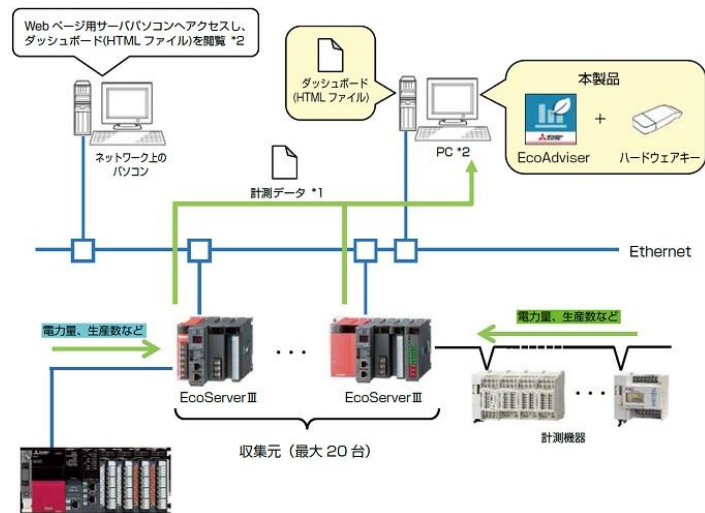 Webページ用サーバパソコンへアクセスし、
ダッシュボード(HTMLファイル)を閲覧 *2
ダッシュボード
(HTMLファイル)
本製品
+
EcoAdviser
ハードウェアキー
ネットワーク上の
パソコン
PC *2
計測データ *1
Ethernet
電力量、生産数など
電力量、生産数など
EcoServerⅢ
EcoServerⅢ
収集元（最大20台）
計測機器